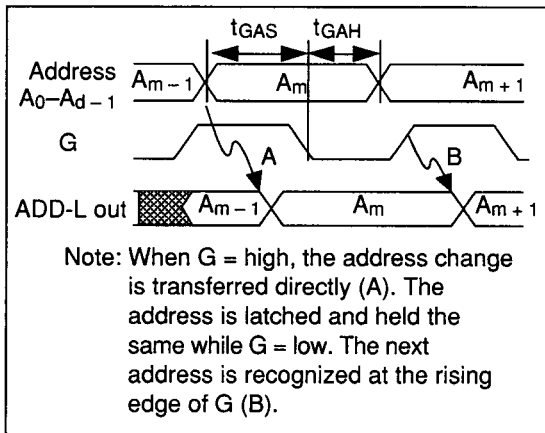 tGAS tGAH
Address
A0–Ad – 1
Am – 1 Am Am + 1
G
A B
ADD-L out
Am – 1 Am Am + 1
Note: When G = high, the address change
is transferred directly (A). The
address is latched and held the
same while G = low. The next
address is recognized at the rising
edge of G (B).